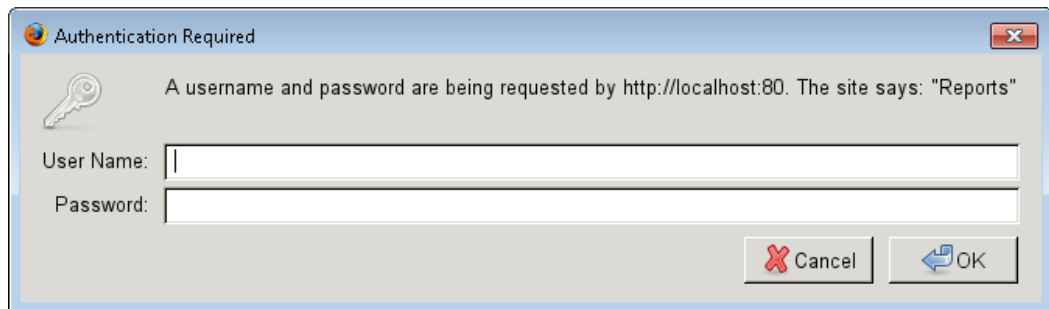 Authentication Required
A username and password are being requested by http://localhost:80. The site says: "Reports"
User Name:
Password:
Cancel OK